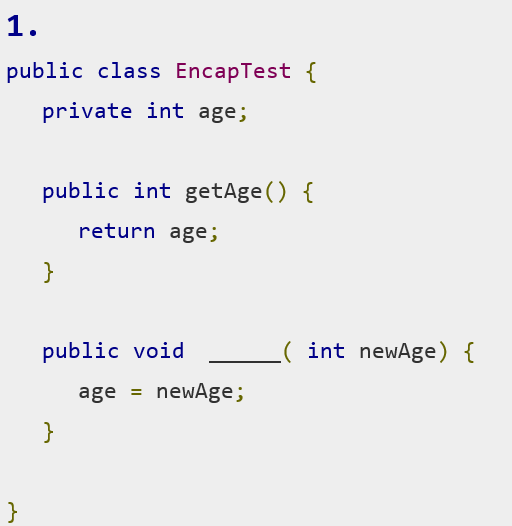 1.
public class EncapTest {
private int age;
public int getAge() {
return age;
}
public void ______( int newAge) {
age = newAge;
}
}